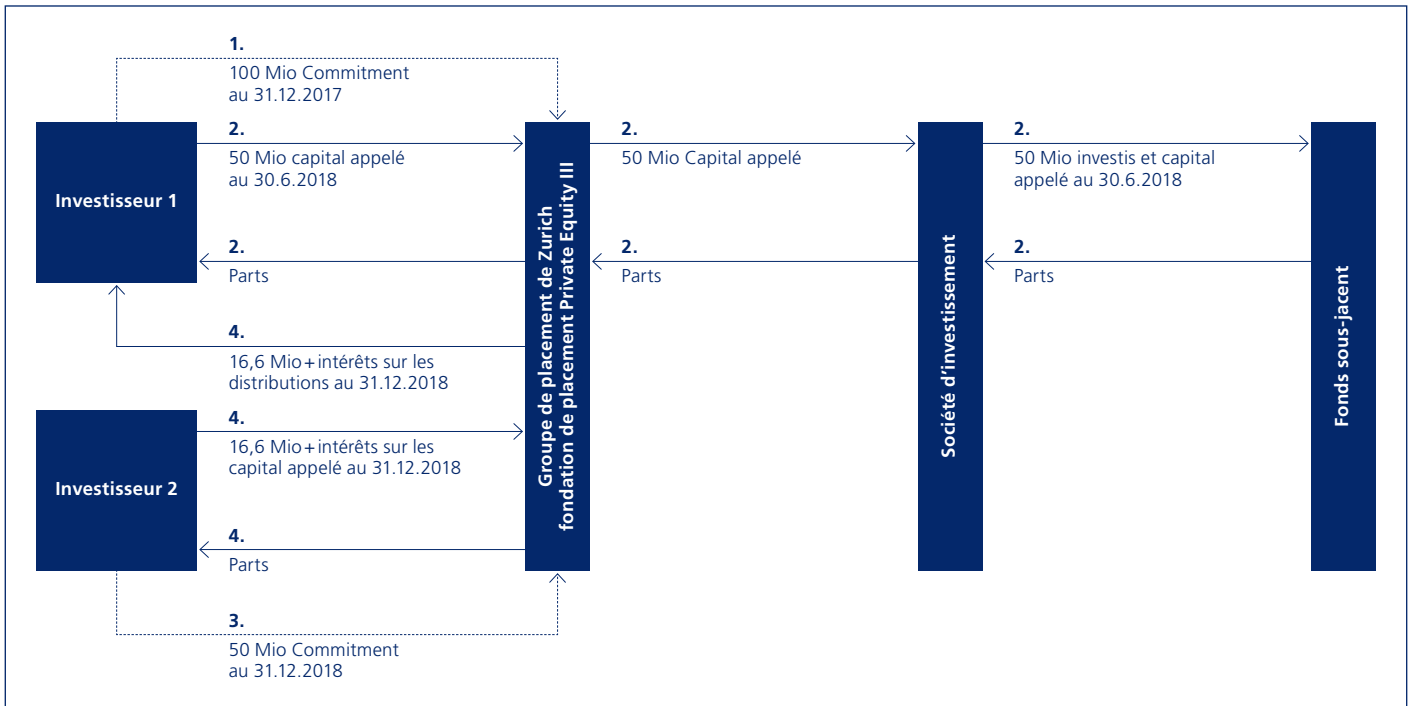 1.
100 Mio Commitment
au 31.12.2017
Investisseur 1
2.
50 Mio capital appelé
au 30.6.2018
2.
Parts
4.
16,6 Mio+intérêts sur les
distributions au 31.12.2018
Investisseur 2
4.
16,6 Mio+intérêts sur les
capital appelé au 31.12.2018
4.
Parts
3.
50 Mio Commitment
au 31.12.2018
Groupe de placement de Zurich
fondation de placement Private Equity III
2.
50 Mio Capital appelé
2.
Parts
Société d'investissement
2.
50 Mio investis et capital
appelé au 30.6.2018
2.
Parts
Fonds sous-jacent